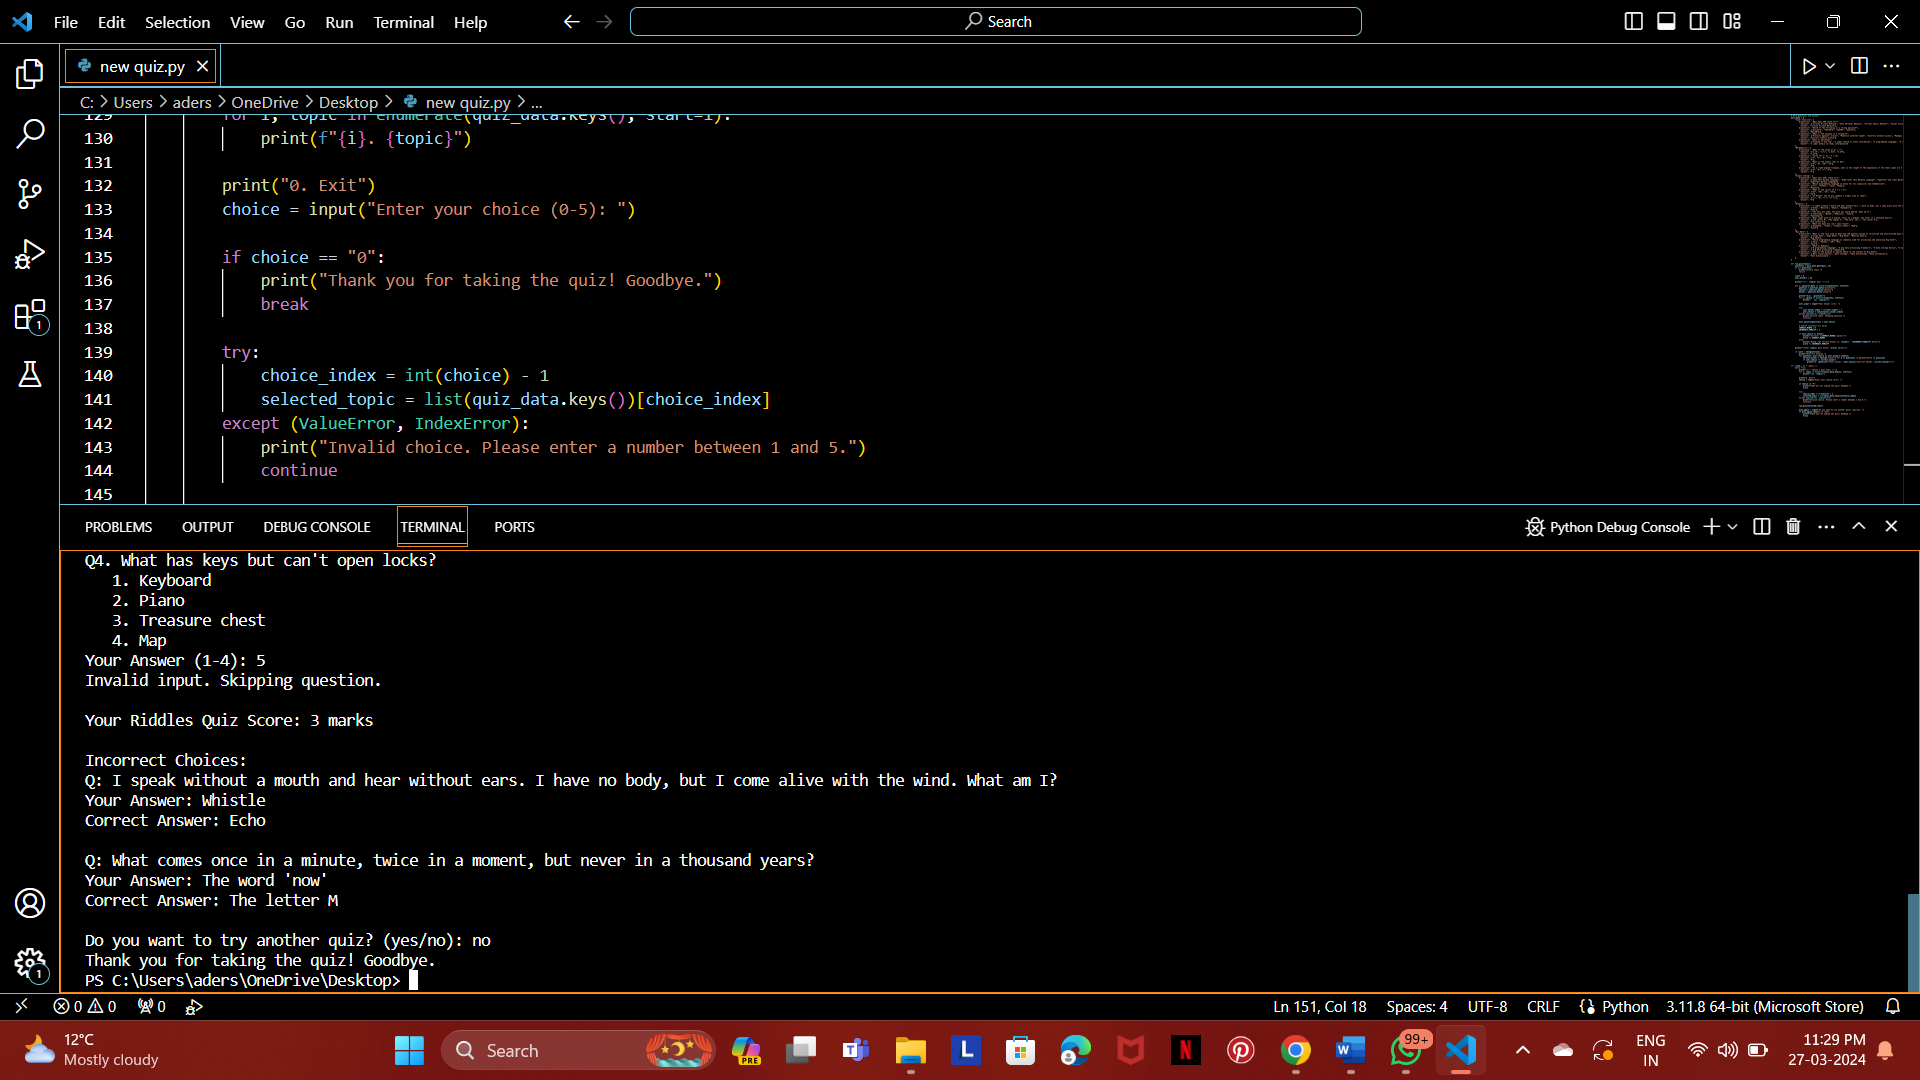 File Edit Selection View Go Run Terminal Help
Search
new quiz.py
C: > Users > aders > OneDrive > Desktop > new quiz.py > ...
129 for i, topic in enumerate(quiz_data.keys(), start=1):
130 print(f"{i}. {topic}")
131
132 print("0. Exit")
133 choice = input("Enter your choice (0-5): ")
134
135 if choice == "0":
136 print("Thank you for taking the quiz! Goodbye.")
137 break
138
139 try:
140 choice_index = int(choice) - 1
141 selected_topic = list(quiz_data.keys())[choice_index]
142 except (ValueError, IndexError):
143 print("Invalid choice. Please enter a number between 1 and 5.")
144 continue
145
PROBLEMS OUTPUT DEBUG CONSOLE TERMINAL PORTS
Python Debug Console
Q4. What has keys but can't open locks?
1. Keyboard
2. Piano
3. Treasure chest
4. Map
Your Answer (1-4): 5
Invalid input. Skipping question.
Your Riddles Quiz Score: 3 marks
Incorrect Choices:
Q: I speak without a mouth and hear without ears. I have no body, but I come alive with the wind. What am I?
Your Answer: Whistle
Correct Answer: Echo
Q: What comes once in a minute, twice in a moment, but never in a thousand years?
Your Answer: The word 'now'
Correct Answer: The letter M
Do you want to try another quiz? (yes/no): no
Thank you for taking the quiz! Goodbye.
PS C:\Users\aders\OneDrive\Desktop>
1
1
0 0 0
Ln 151, Col 18 Spaces: 4 UTF-8 CRLF Python 3.11.8 64-bit (Microsoft Store)
12°C
Mostly cloudy
Search
PRE
T
L
N
W
99+
ENG
IN
11:29 PM
27-03-2024